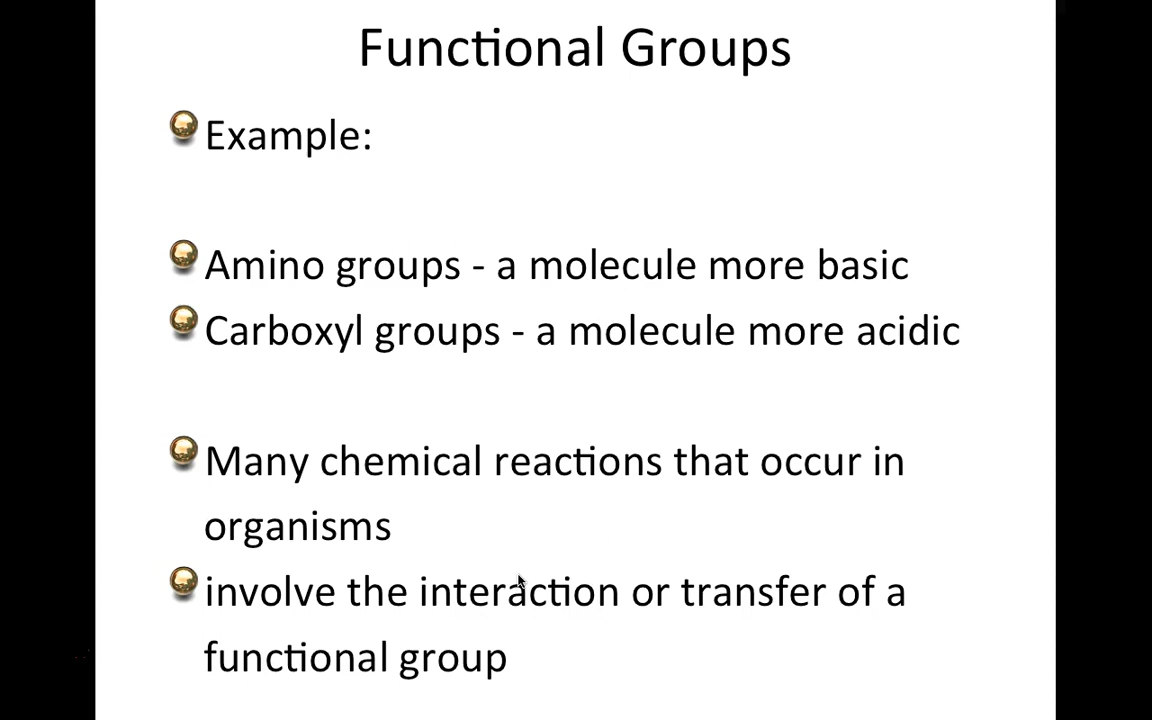 Functional Groups
Example:
Amino groups - a molecule more basic
Carboxyl groups - a molecule more acidic
Many chemical reactions that occur in
organisms
involve the interaction or transfer of a
functional group